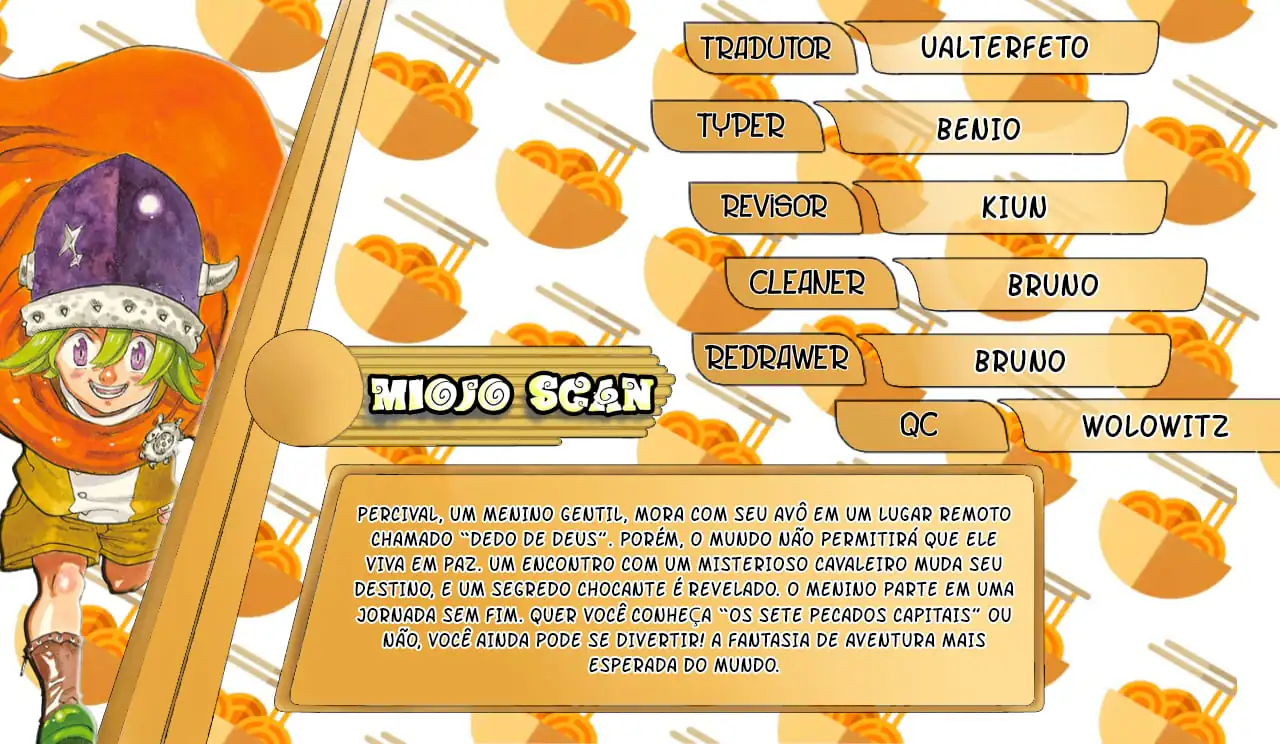 TRADUTOR UALTERFETO
TYPER BENIO
REVISOR KIUN
CLEANER BRUNO
REDRAWER BRUNO
QC WOLOWITZ
MIOJO SCAN
PERCIVAL, UM MENINO GENTIL, MORA COM SEU AVÔ EM UM LUGAR REMOTO
CHAMADO "DEDO DE DEUS". PORÉM, O MUNDO NÃO PERMITIRÁ QUE ELE
VIVA EM PAZ. UM ENCONTRO COM UM MISTERIOSO CAVALEIRO MUDA SEU
DESTINO, E UM SEGREDO CHOCANTE É REVELADO. O MENINO PARTE EM UMA
JORNADA SEM FIM. QUER VOCÊ CONHEÇA "OS SETE PECADOS CAPITAIS" OU
NÃO, VOCÊ AINDA PODE SE DIVERTIR! A FANTASIA DE AVENTURA MAIS
ESPERADA DO MUNDO.